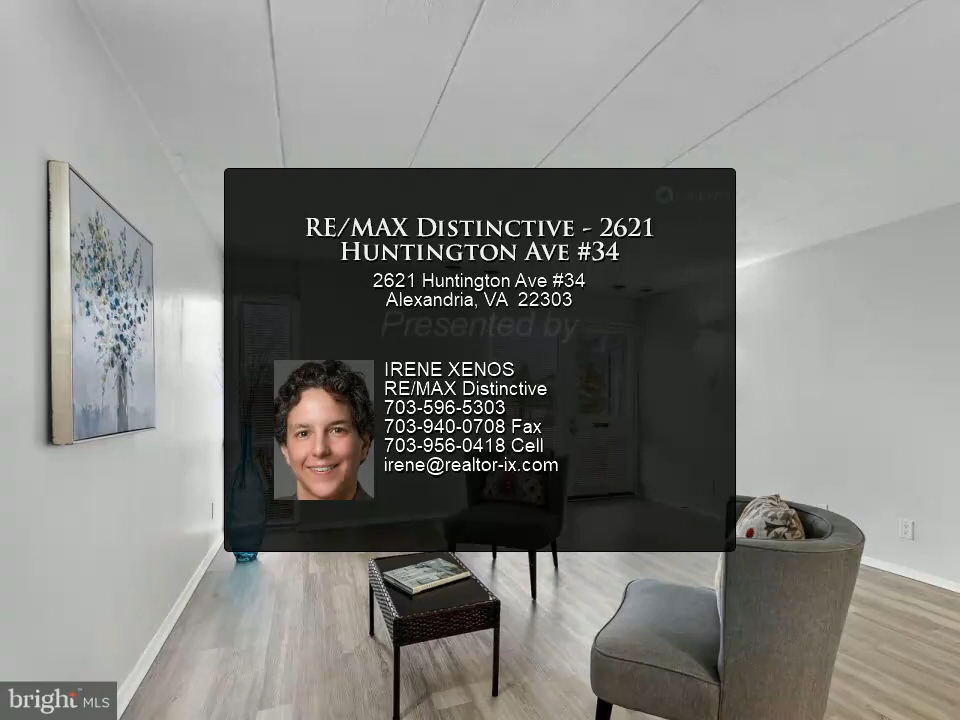 RE/MAX Distinctive - 2621
Huntington Ave #34
2621 Huntington Ave #34
Alexandria, VA 22303
Presented by
IRENE XENOS
RE/MAX Distinctive
703-596-5303
703-940-0708 Fax
703-956-0418 Cell
irene@realtor-ix.com
bright MLS